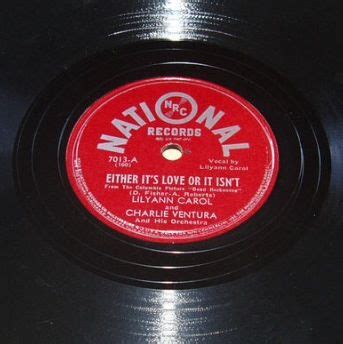 NATIONAL
NRC
RECORDS
7013-A
(160)
Vocal by
Lilyann Carol
EITHER IT'S LOVE OR IT ISN'T
From The Columbia Picture "Dead Reckoning"
(D. Fisher-A. Roberts)
LILYANN CAROL
and
CHARLIE VENTURA
And His Orchestra